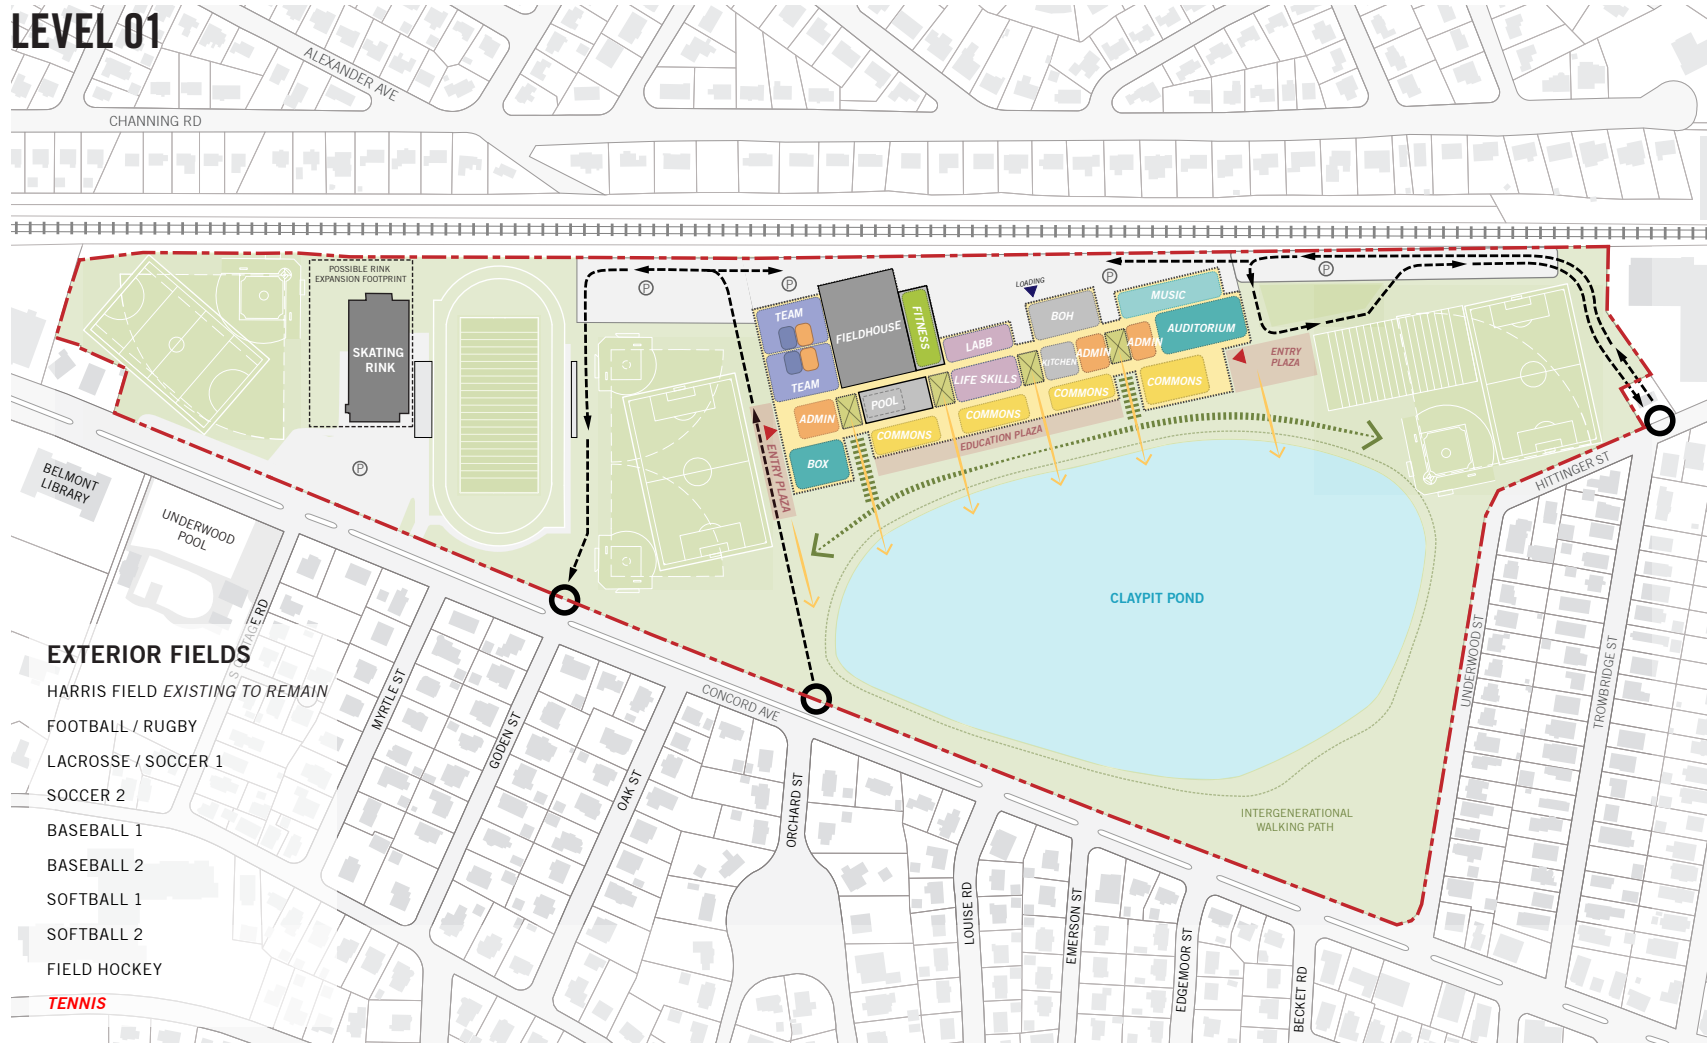 LEVEL 01
ALEXANDER AVE
CHANNING RD
POSSIBLE RINK
EXPANSION FOOTPRINT
SKATING
RINK
P
P
P
P
P
LOADING
TEAM
TEAM
FIELDHOUSE
FITNESS
LABB
BOH
MUSIC
AUDITORIUM
KITCHEN
ADMIN
ADMIN
LIFE SKILLS
POOL
ADMIN
BOX
COMMONS
COMMONS
COMMONS
COMMONS
ENTRY
PLAZA
ENTRY PLAZA
EDUCATION PLAZA
CLAYPIT POND
INTERGENERATIONAL
WALKING PATH
BELMONT
LIBRARY
UNDERWOOD
POOL
HITTINGER ST
UNDERWOOD ST
TROWBRIDGE ST
CONCORD AVE
MYRTLE ST
GODEN ST
OAK ST
ORCHARD ST
LOUISE RD
EMERSON ST
EDGEMOOR ST
BECKET RD
EXTERIOR FIELDS
HARRIS FIELD EXISTING TO REMAIN
FOOTBALL / RUGBY
LACROSSE / SOCCER 1
SOCCER 2
BASEBALL 1
BASEBALL 2
SOFTBALL 1
SOFTBALL 2
FIELD HOCKEY
TENNIS